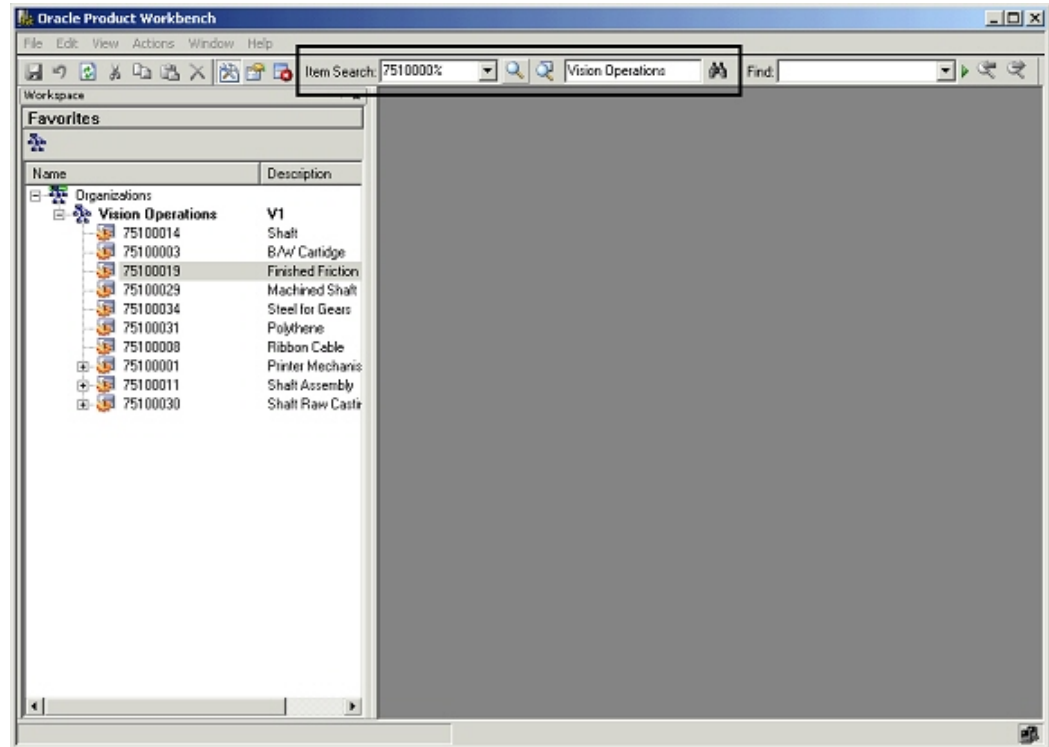 Oracle Product Workbench
File Edit View Actions Window Help
Item Search: 7510000% Vision Operations Find:
Workspace
Favorites
Name Description
Organizations
Vision Operations V1
75100014 Shaft
75100003 B/W Cartidge
75100019 Finished Friction
75100029 Machined Shaft
75100034 Steel for Gears
75100031 Polythene
75100008 Ribbon Cable
75100001 Printer Mechanis
75100011 Shaft Assembly
75100030 Shaft Raw Castin